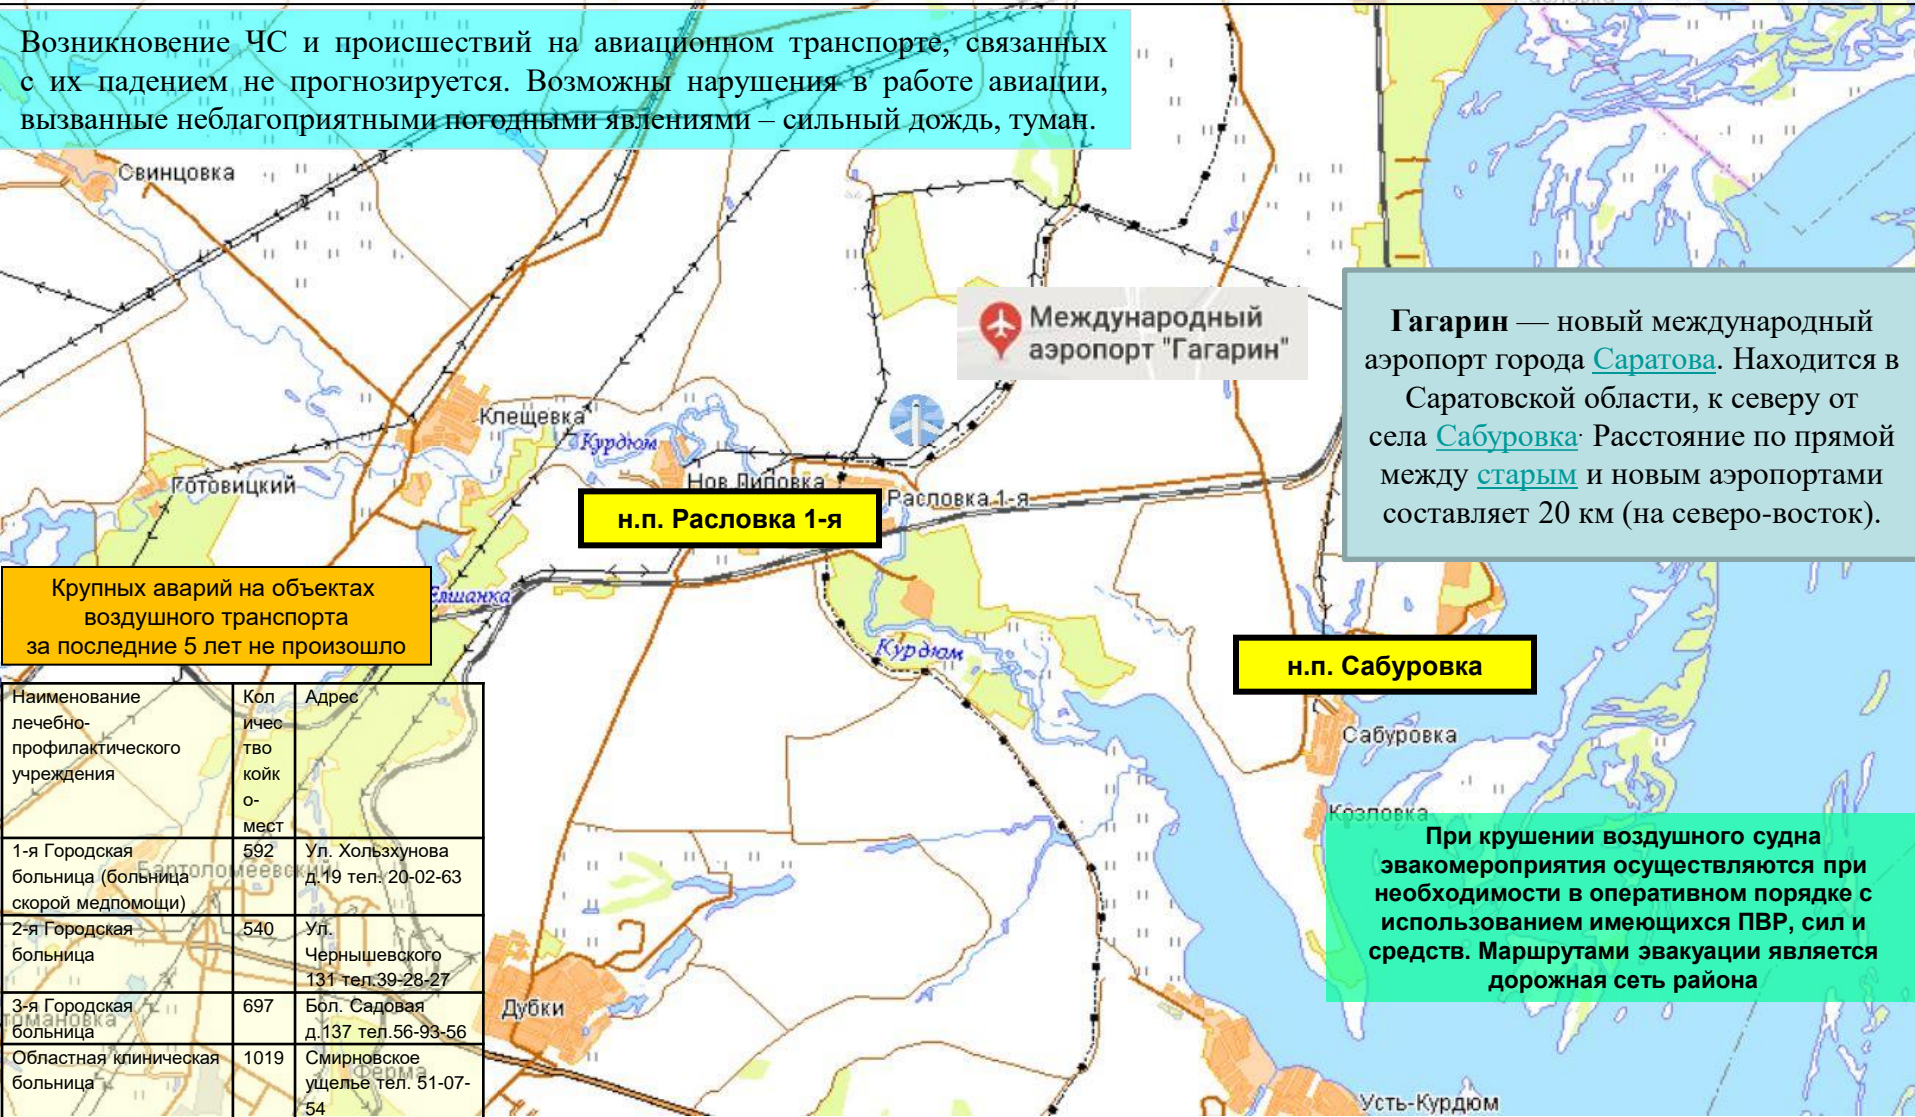 Возникновение ЧС и происшествий на авиационном транспорте, связанных
с их падением не прогнозируется. Возможны нарушения в работе авиации,
вызванные неблагоприятными погодными явлениями – сильный дождь, туман.
Свинцовка
Международный
аэропорт "Гагарин"
Гагарин — новый международный
аэропорт города Саратова. Находится в
Саратовской области, к северу от
села Сабуровка. Расстояние по прямой
между старым и новым аэропортами
составляет 20 км (на северо-восток).
Клещевка
Курдюм
Готовицкий
Нов.Липовка
Расловка 1-я
н.п. Расловка 1-я
Крупных аварий на объектах
воздушного транспорта
за последние 5 лет не произошло
Елшанка
Курдюм
н.п. Сабуровка
Сабуровка
Козловка
При крушении воздушного судна
эвакомероприятия осуществляются при
необходимости в оперативном порядке с
использованием имеющихся ПВР, сил и
средств. Маршрутами эвакуации является
дорожная сеть района
Наименование
лечебно-
профилактического
учреждения
Кол
ичес
тво
койк
о-
мест
Адрес
1-я Городская
больница (больница
скорой медпомощи)
592
Ул. Хользхунова
д.19 тел. 20-02-63
2-я Городская
больница
540
Ул.
Чернышевского
131 тел.39-28-27
3-я Городская
больница
697
Бол. Садовая
д.137 тел.56-93-56
Областная клиническая
больница
1019
Смирновское
ущелье тел. 51-07-
54
Ферма
Дубки
Усть-Курдюм